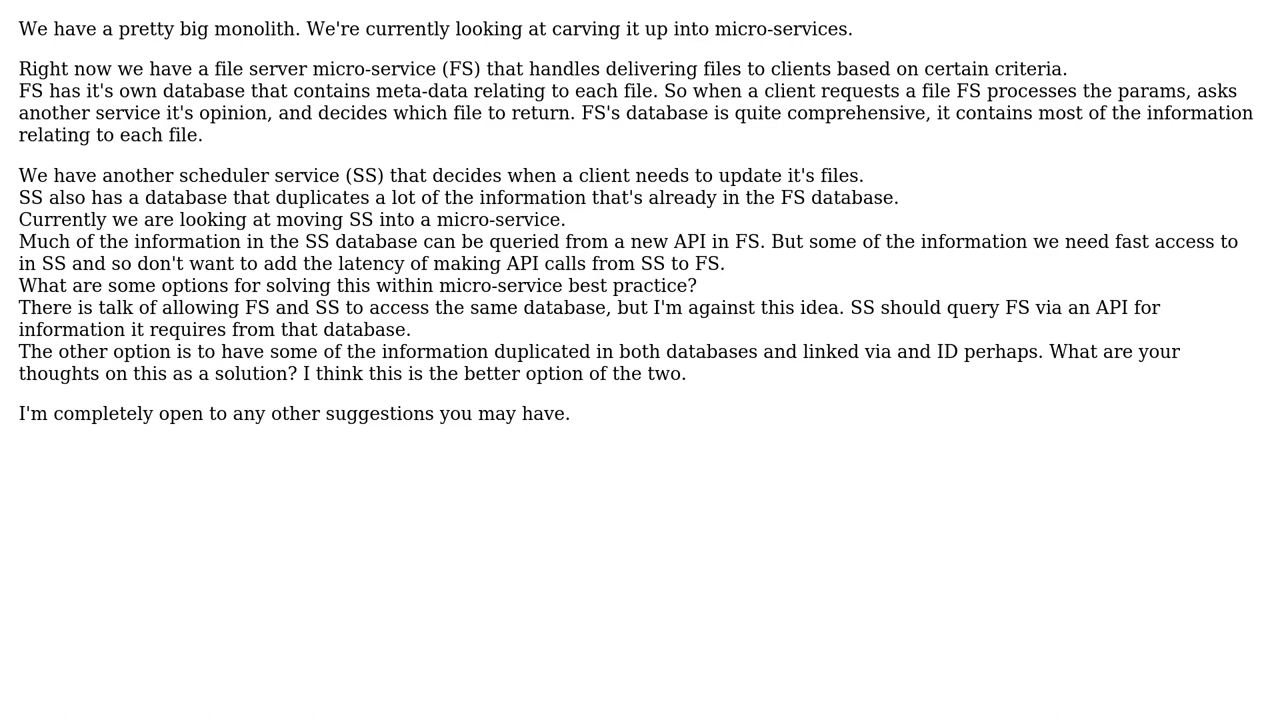 We have a pretty big monolith. We're currently looking at carving it up into micro-services.
Right now we have a file server micro-service (FS) that handles delivering files to clients based on certain criteria.
FS has it's own database that contains meta-data relating to each file. So when a client requests a file FS processes the params, asks
another service it's opinion, and decides which file to return. FS's database is quite comprehensive, it contains most of the information
relating to each file.
We have another scheduler service (SS) that decides when a client needs to update it's files.
SS also has a database that duplicates a lot of the information that's already in the FS database.
Currently we are looking at moving SS into a micro-service.
Much of the information in the SS database can be queried from a new API in FS. But some of the information we need fast access to
in SS and so don't want to add the latency of making API calls from SS to FS.
What are some options for solving this within micro-service best practice?
There is talk of allowing FS and SS to access the same database, but I'm against this idea. SS should query FS via an API for
information it requires from that database.
The other option is to have some of the information duplicated in both databases and linked via and ID perhaps. What are your
thoughts on this as a solution? I think this is the better option of the two.
I'm completely open to any other suggestions you may have.